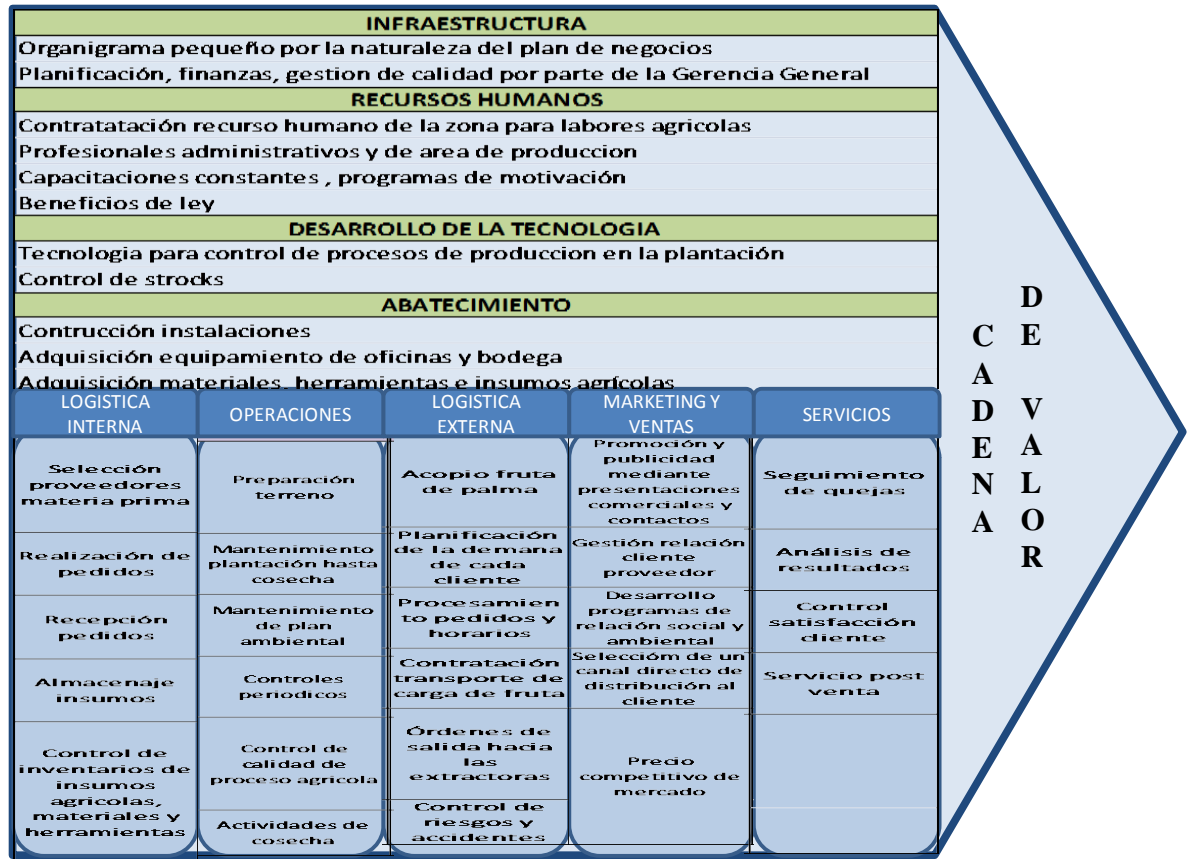 INFRAESTRUCTURA
Organigrama pequeño por la naturaleza del plan de negocios
Planificación, finanzas, gestion de calidad por parte de la Gerencia General
RECURSOS HUMANOS
Contratatación recurso humano de la zona para labores agricolas
Profesionales administrativos y de area de produccion
Capacitaciones constantes , programas de motivación
Beneficios de ley
DESARROLLO DE LA TECNOLOGIA
Tecnologia para control de procesos de produccion en la plantación
Control de strocks
ABATECIMIENTO
Contrucción instalaciones
Adquisición equipamiento de oficinas y bodega
Adquisición materiales, herramientas e insumos agrícolas
LOGISTICA
INTERNA
Selección
proveedores
materia prima
Realización de
pedidos
Recepción
pedidos
Almacenaje
insumos
Control de
inventarios de
insumos
agricolas,
materiales y
herramientas
OPERACIONES
Preparación
terreno
Mantenimiento
plantación hasta
cosecha
Mantenimiento
de plan
ambiental
Controles
periodicos
Control de
calidad de
proceso agricola
Actividades de
cosecha
LOGISTICA
EXTERNA
Acopio fruta
de palma
Planificación
de la demana
de cada
cliente
Procesamien
to pedidos y
horarios
Contratación
transporte de
carga de fruta
Órdenes de
salida hacia
las
extractoras
Control de
riesgos y
accidentes
MARKETING Y
VENTAS
Promoción y
publicidad
mediante
presentaciones
comerciales y
contactos
Gestión relación
cliente
proveedor
Desarrollo
programas de
relación social y
ambiental
Seleccióm de un
canal directo de
distribución al
cliente
Precio
competitivo de
mercado
SERVICIOS
Seguimiento
de quejas
Análisis de
resultados
Control
satisfacción
cliente
Servicio post
venta
CADENA
DE VALOR